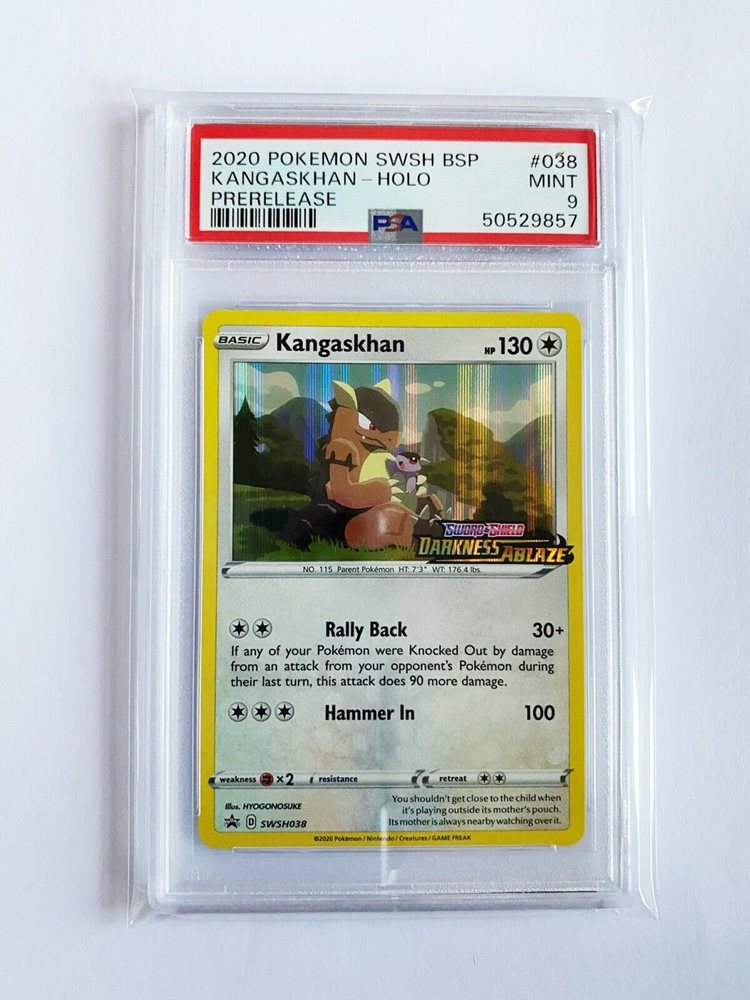 2020 POKEMON SWSH BSP #038
KANGASKHAN - HOLO MINT
PRERELEASE 9
PSA 50529857
BASIC Kangaskhan HP 130
SWORD & SHIELD
DARKNESS ABLAZE
NO. 115 Parent Pokémon HT: 7'3" WT: 176.4 lbs.
Rally Back 30+
If any of your Pokémon were Knocked Out by damage
from an attack from your opponent's Pokémon during
their last turn, this attack does 90 more damage.
Hammer In 100
weakness ×2 resistance retreat
Illus. HYOGONOSUKE
You shouldn't get close to the child when
it's playing outside its mother's pouch.
Its mother is always nearby watching over it.
D SWSH038
©2020 Pokémon / Nintendo / Creatures / GAME FREAK